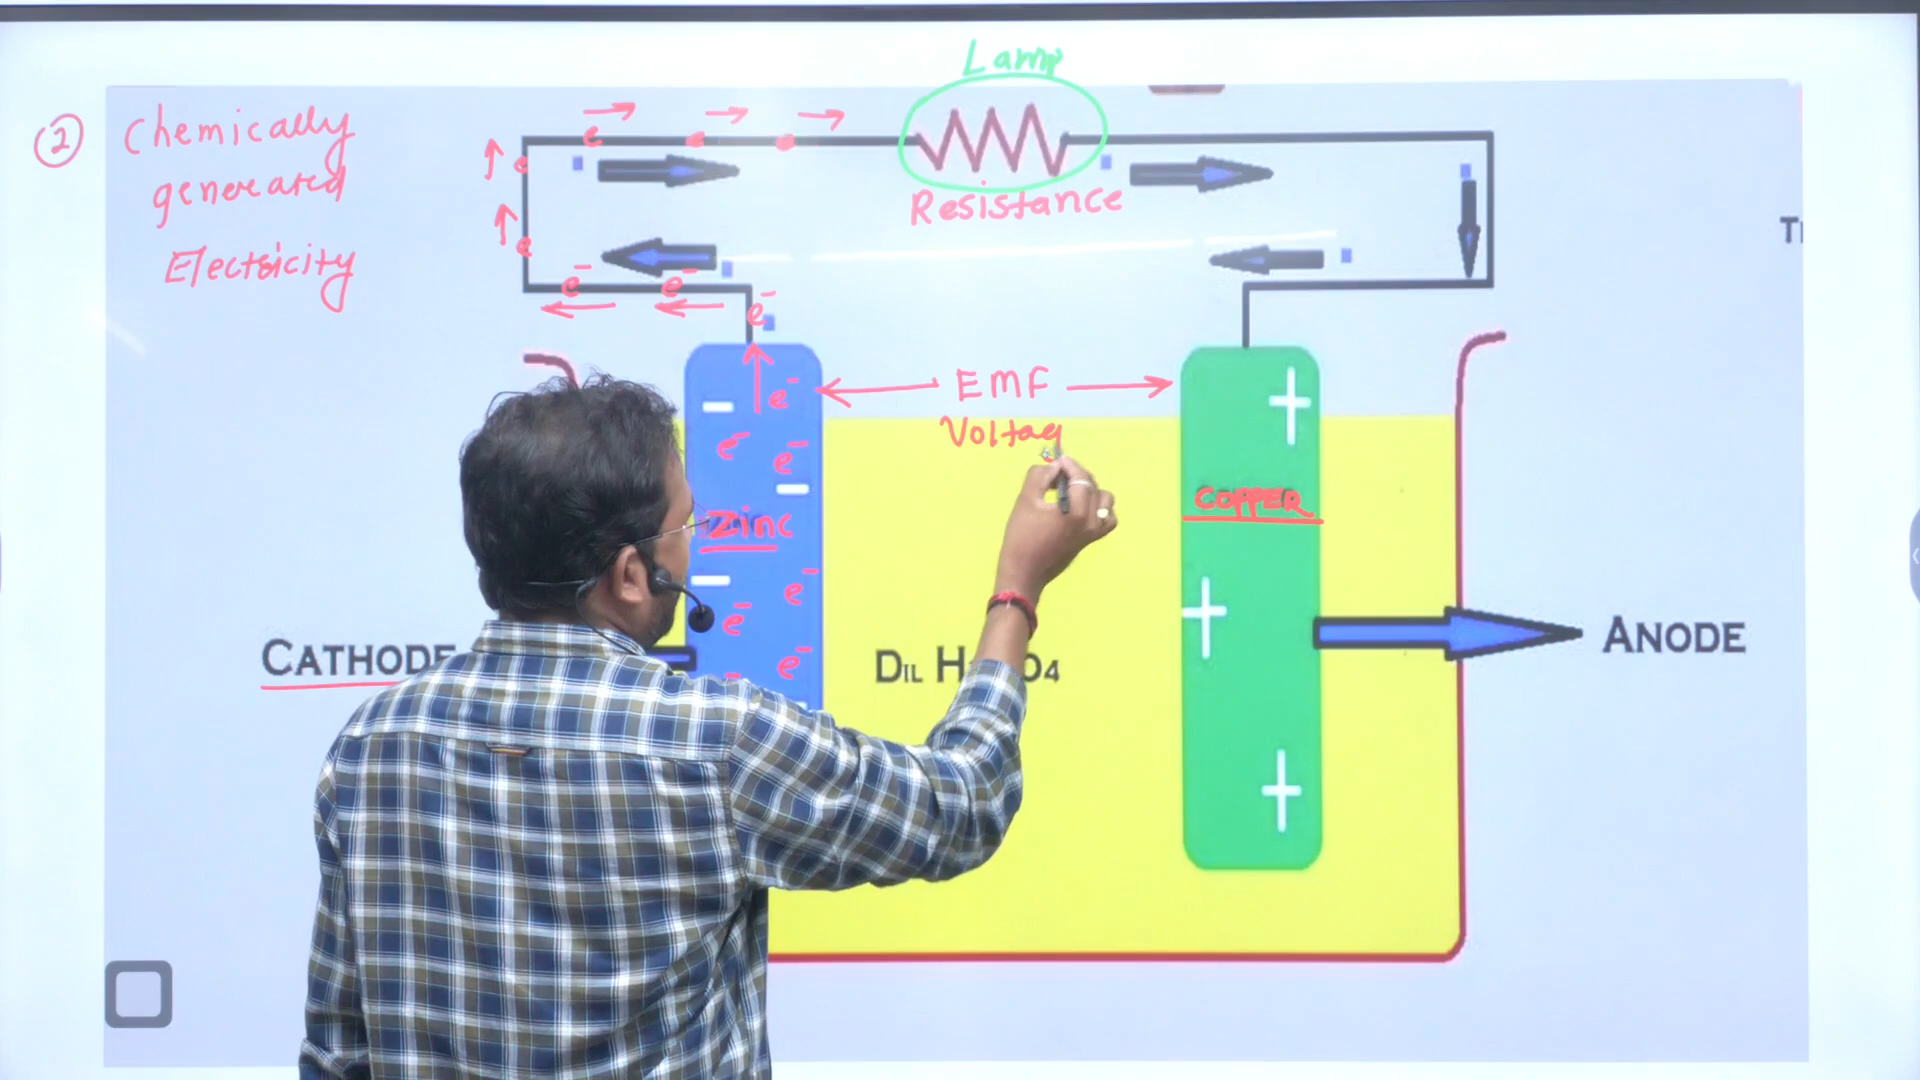 Lamp
② Chemically
generated
Electricity
e e e
e
e
e⁻ e⁻
e⁻
Resistance
EMF
Voltag
e⁻
e⁻ e⁻
Zinc
COPPER
e⁻
e⁻
e⁻
CATHODE
DIL H
O4
ANODE